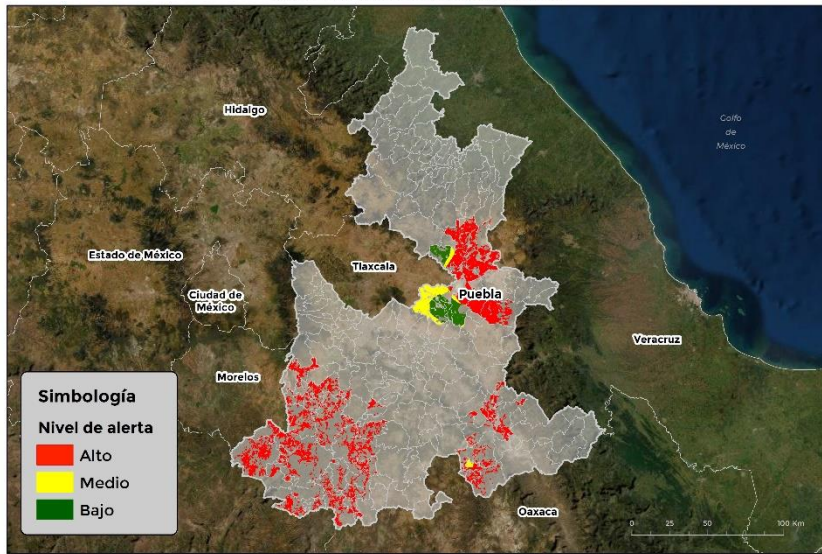 Hidalgo
Golfo
de
México
Estado de México
Tlaxcala
Ciudad de
México
Puebla
Veracruz
Morelos
Simbología
Nivel de alerta
Alto
Medio
Bajo
Oaxaca
0 25 50 100 Km